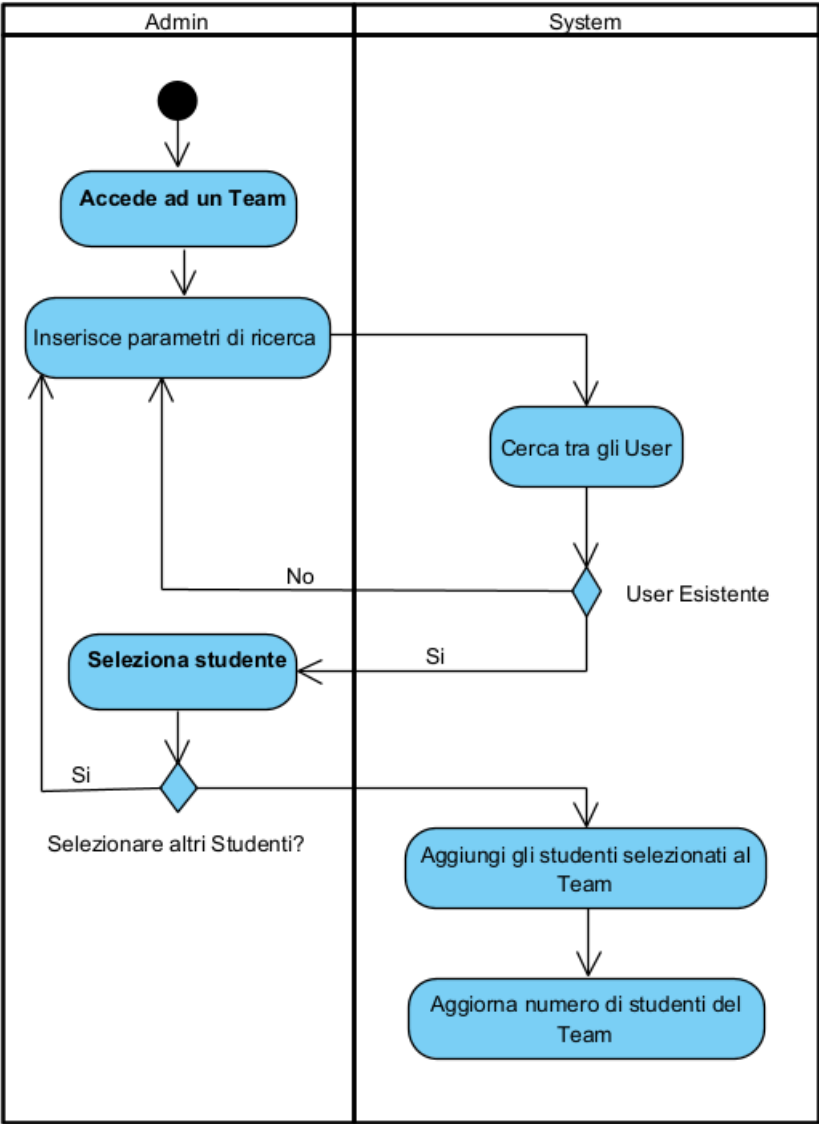 Admin
System
Accede ad un Team
Inserisce parametri di ricerca
Cerca tra gli User
No
User Esistente
Seleziona studente
Si
Si
Selezionare altri Studenti?
Aggiungi gli studenti selezionati al
Team
Aggiorna numero di studenti del
Team